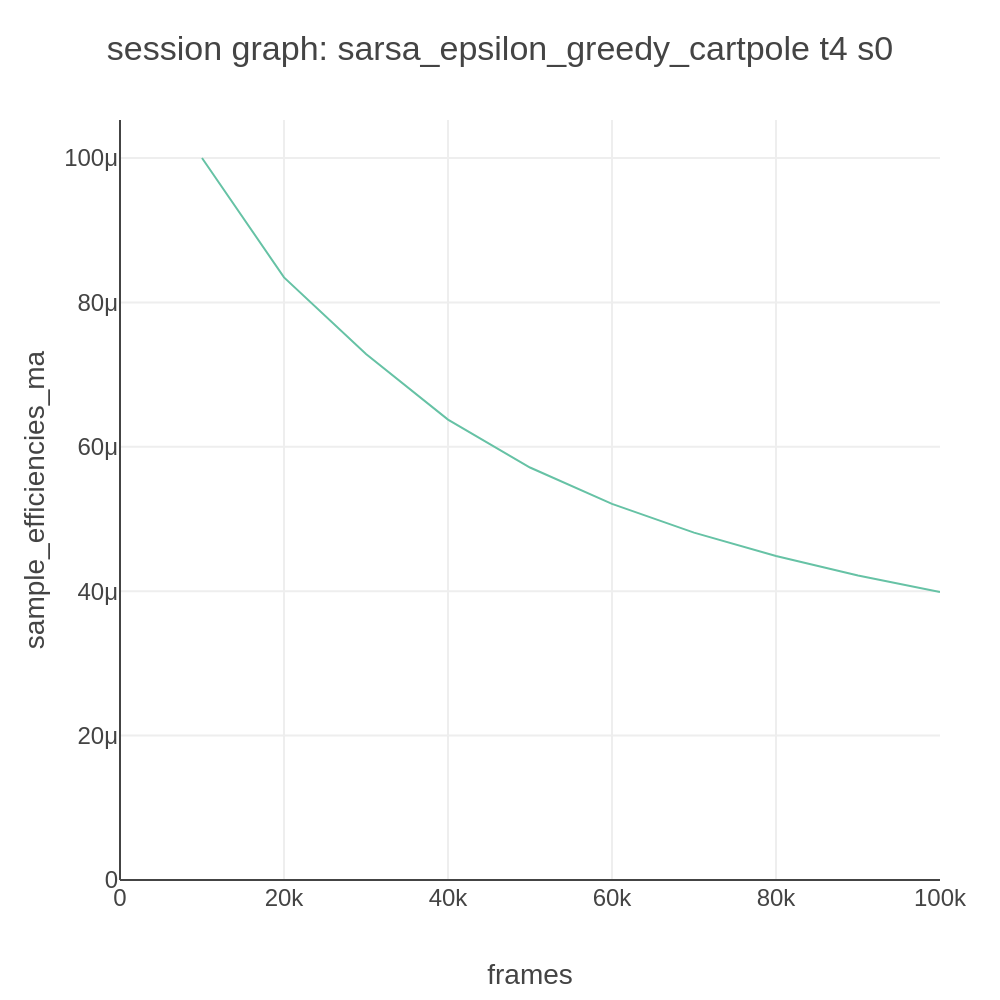 session graph: sarsa_epsilon_greedy_cartpole t4 s0
100μ
80μ
60μ
40μ
20μ
0
sample_efficiencies_ma
0 20k 40k 60k 80k 100k
frames